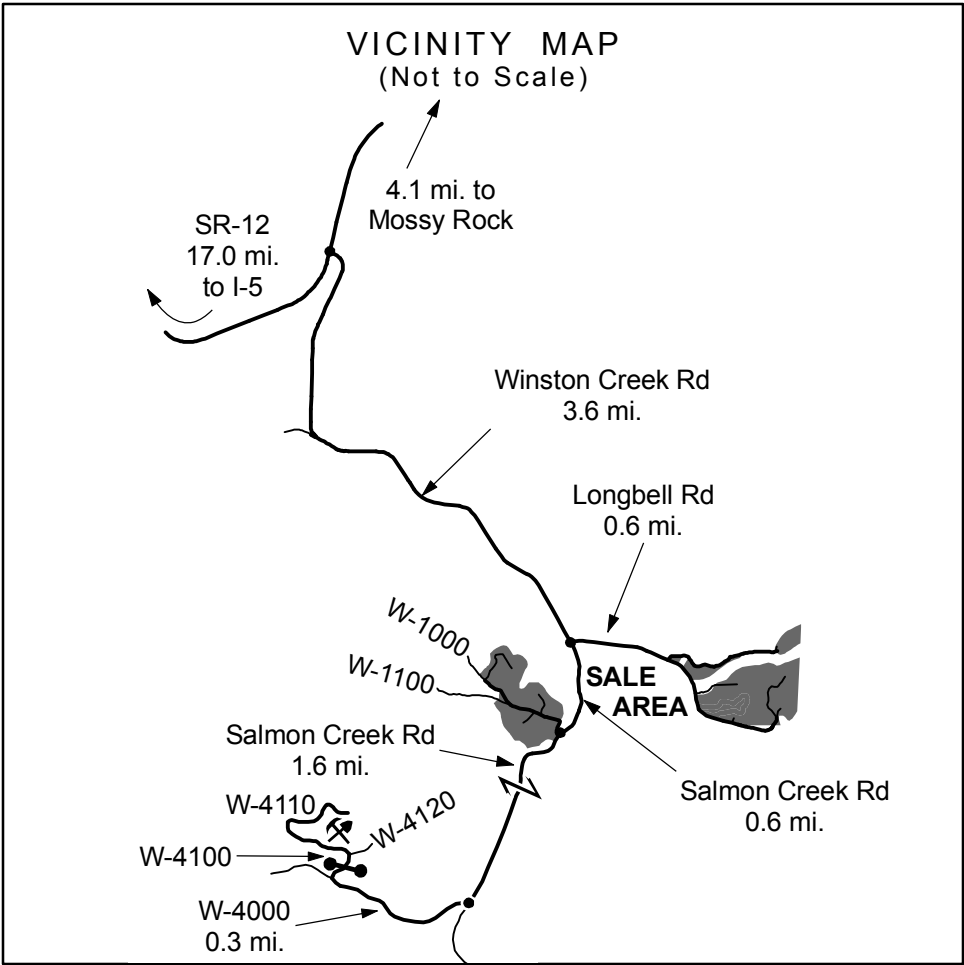 VICINITY MAP
(Not to Scale)
4.1 mi. to
Mossy Rock
SR-12
17.0 mi.
to I-5
Winston Creek Rd
3.6 mi.
Longbell Rd
0.6 mi.
W-1000
W-1100
SALE
AREA
Salmon Creek Rd
1.6 mi.
Salmon Creek Rd
0.6 mi.
W-4110
W-4120
W-4100
W-4000
0.3 mi.